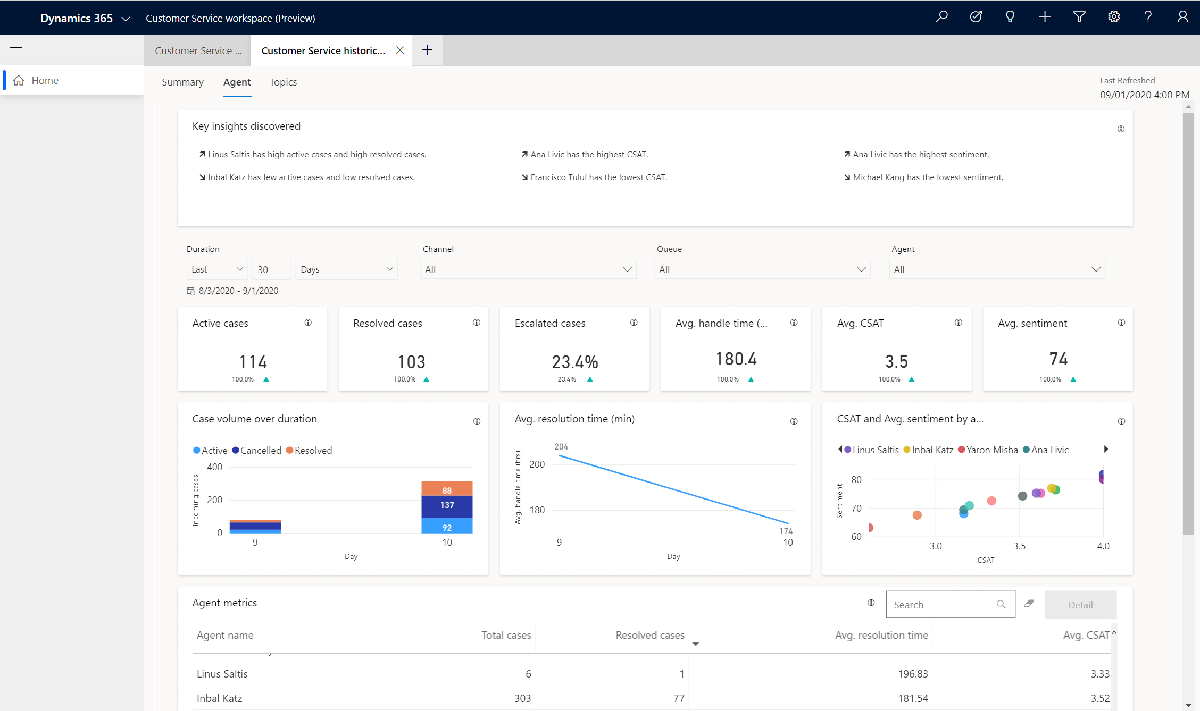 Dynamics 365 Customer Service workspace (Preview)
Customer Service ... Customer Service historic...
Home
Summary Agent Topics
Last Refreshed
09/01/2020 4:00 PM
Key insights discovered
Linus Saltis has high active cases and high resolved cases. Ana Livic has the highest CSAT. Ana Livic has the highest sentiment.
Inbal Katz has few active cases and low resolved cases. Francisco Tulul has the lowest CSAT. Michael Kang has the lowest sentiment.
Duration Channel Queue Agent
Last 30 Days All All All
8/3/2020 - 9/1/2020
Active cases Resolved cases Escalated cases Avg. handle time (... Avg. CSAT Avg. sentiment
114 103 23.4% 180.4 3.5 74
100.0% 100.0% 23.4% 100.0% 100.0% 100.0%
Case volume over duration Avg. resolution time (min) CSAT and Avg. sentiment by a...
Active Cancelled Resolved
Linus Saltis Inbal Katz Yaron Misha Ana Livic
Incoming cases
400
200
0
88
137
92
9 10
Day
Avg. handle time (hrs)
200
180
204
174
9 10
Day
Sentiment
80
70
60
3.0 3.5 4.0
CSAT
Agent metrics Search Detail
Agent name Total cases Resolved cases Avg. resolution time Avg. CSAT
Linus Saltis 6 1 196.83 3.33
Inbal Katz 303 77 181.54 3.52